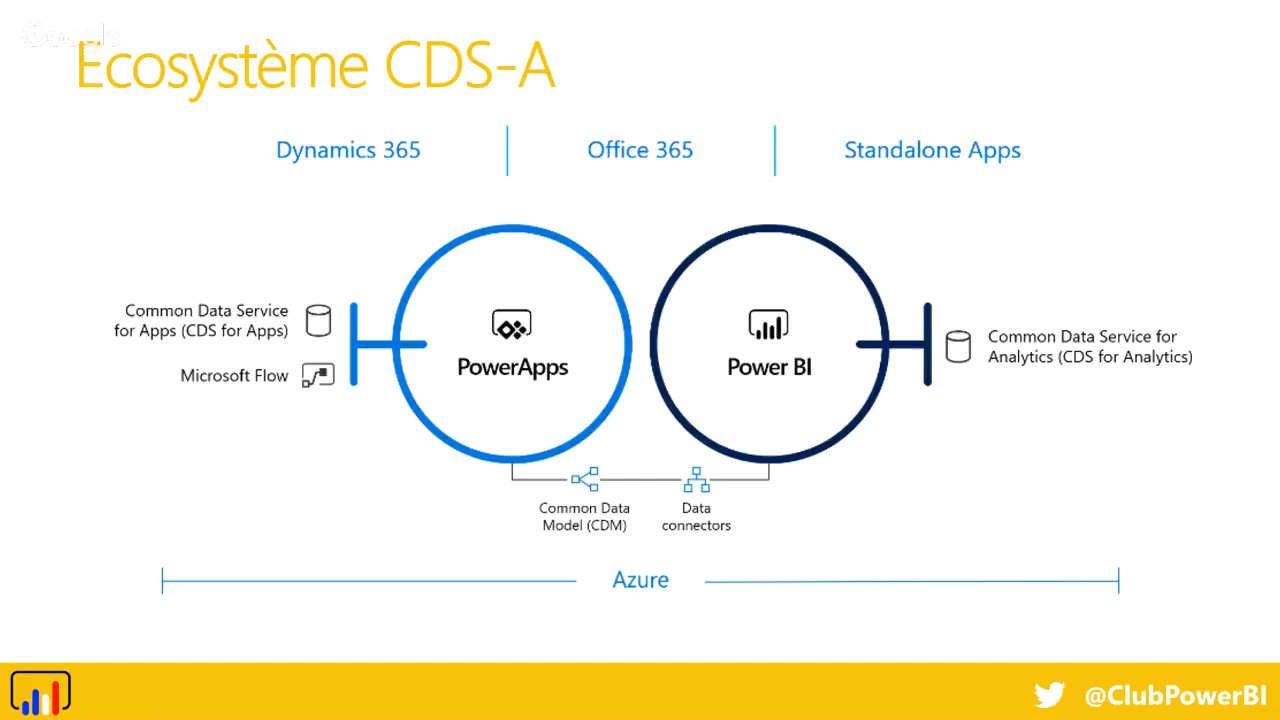 Ecosystème CDS-A
Dynamics 365
Office 365
Standalone Apps
Common Data Service
for Apps (CDS for Apps)
Microsoft Flow
PowerApps
Power BI
Common Data Service for
Analytics (CDS for Analytics)
Common Data
Model (CDM)
Data
connectors
Azure
@ClubPowerBI